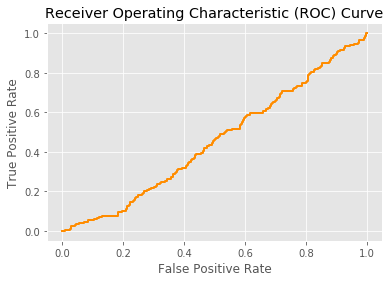 Receiver Operating Characteristic (ROC) Curve
1.0
0.8
0.6
0.4
0.2
0.0
True Positive Rate
0.0 0.2 0.4 0.6 0.8 1.0
False Positive Rate